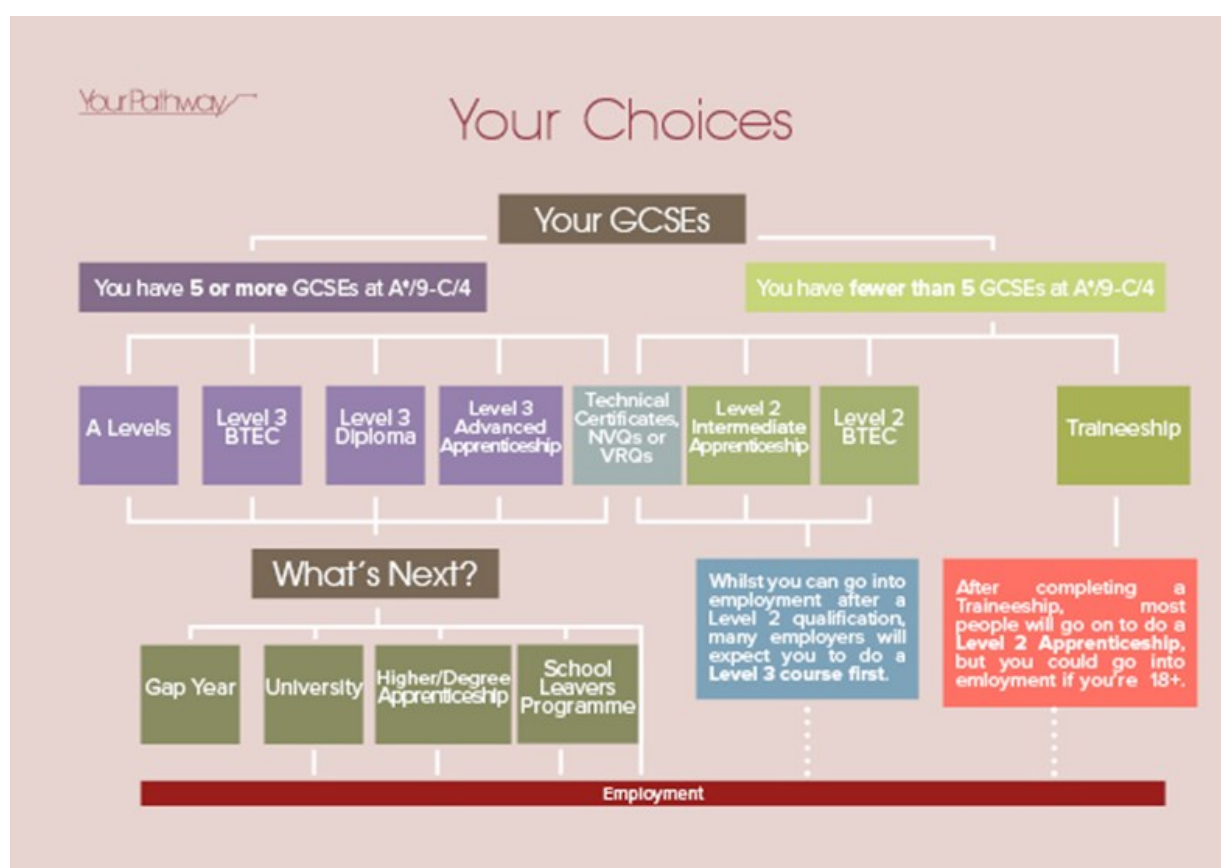 YourPathway
Your Choices
Your GCSEs
You have 5 or more GCSEs at A*/9-C/4
You have fewer than 5 GCSEs at A*/9-C/4
A Levels
Level 3
BTEC
Level 3
Diploma
Level 3
Advanced
Apprenticeship
Technical
Certificates,
NVQs or
VRQs
Level 2
Intermediate
Apprenticeship
Level 2
BTEC
Traineeship
What's Next?
Whilst you can go into
employment after a
Level 2 qualification,
many employers will
expect you to do a
Level 3 course first.
After completing a
Traineeship, most
people will go on to do a
Level 2 Apprenticeship,
but you could go into
emloyment if you're 18+.
Gap Year
University
Higher/Degree
Apprenticeship
School
Leavers
Programme
Employment